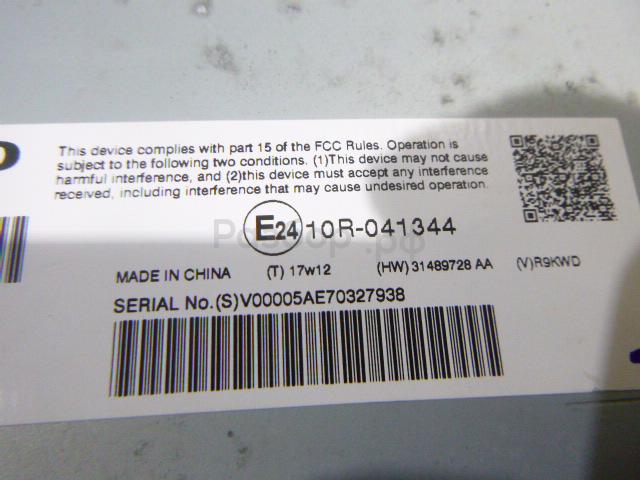 This device complies with part 15 of the FCC Rules. Operation is
subject to the following two conditions. (1)This device may not cause
harmful interference, and (2)this device must accept any interference
received, including interference that may cause undesired operation.
E24 10R-041344
Разбор.рф
MADE IN CHINA (T) 17w12 (HW) 31489728 AA (V)R9KWD
SERIAL No.(S)V00005AE70327938